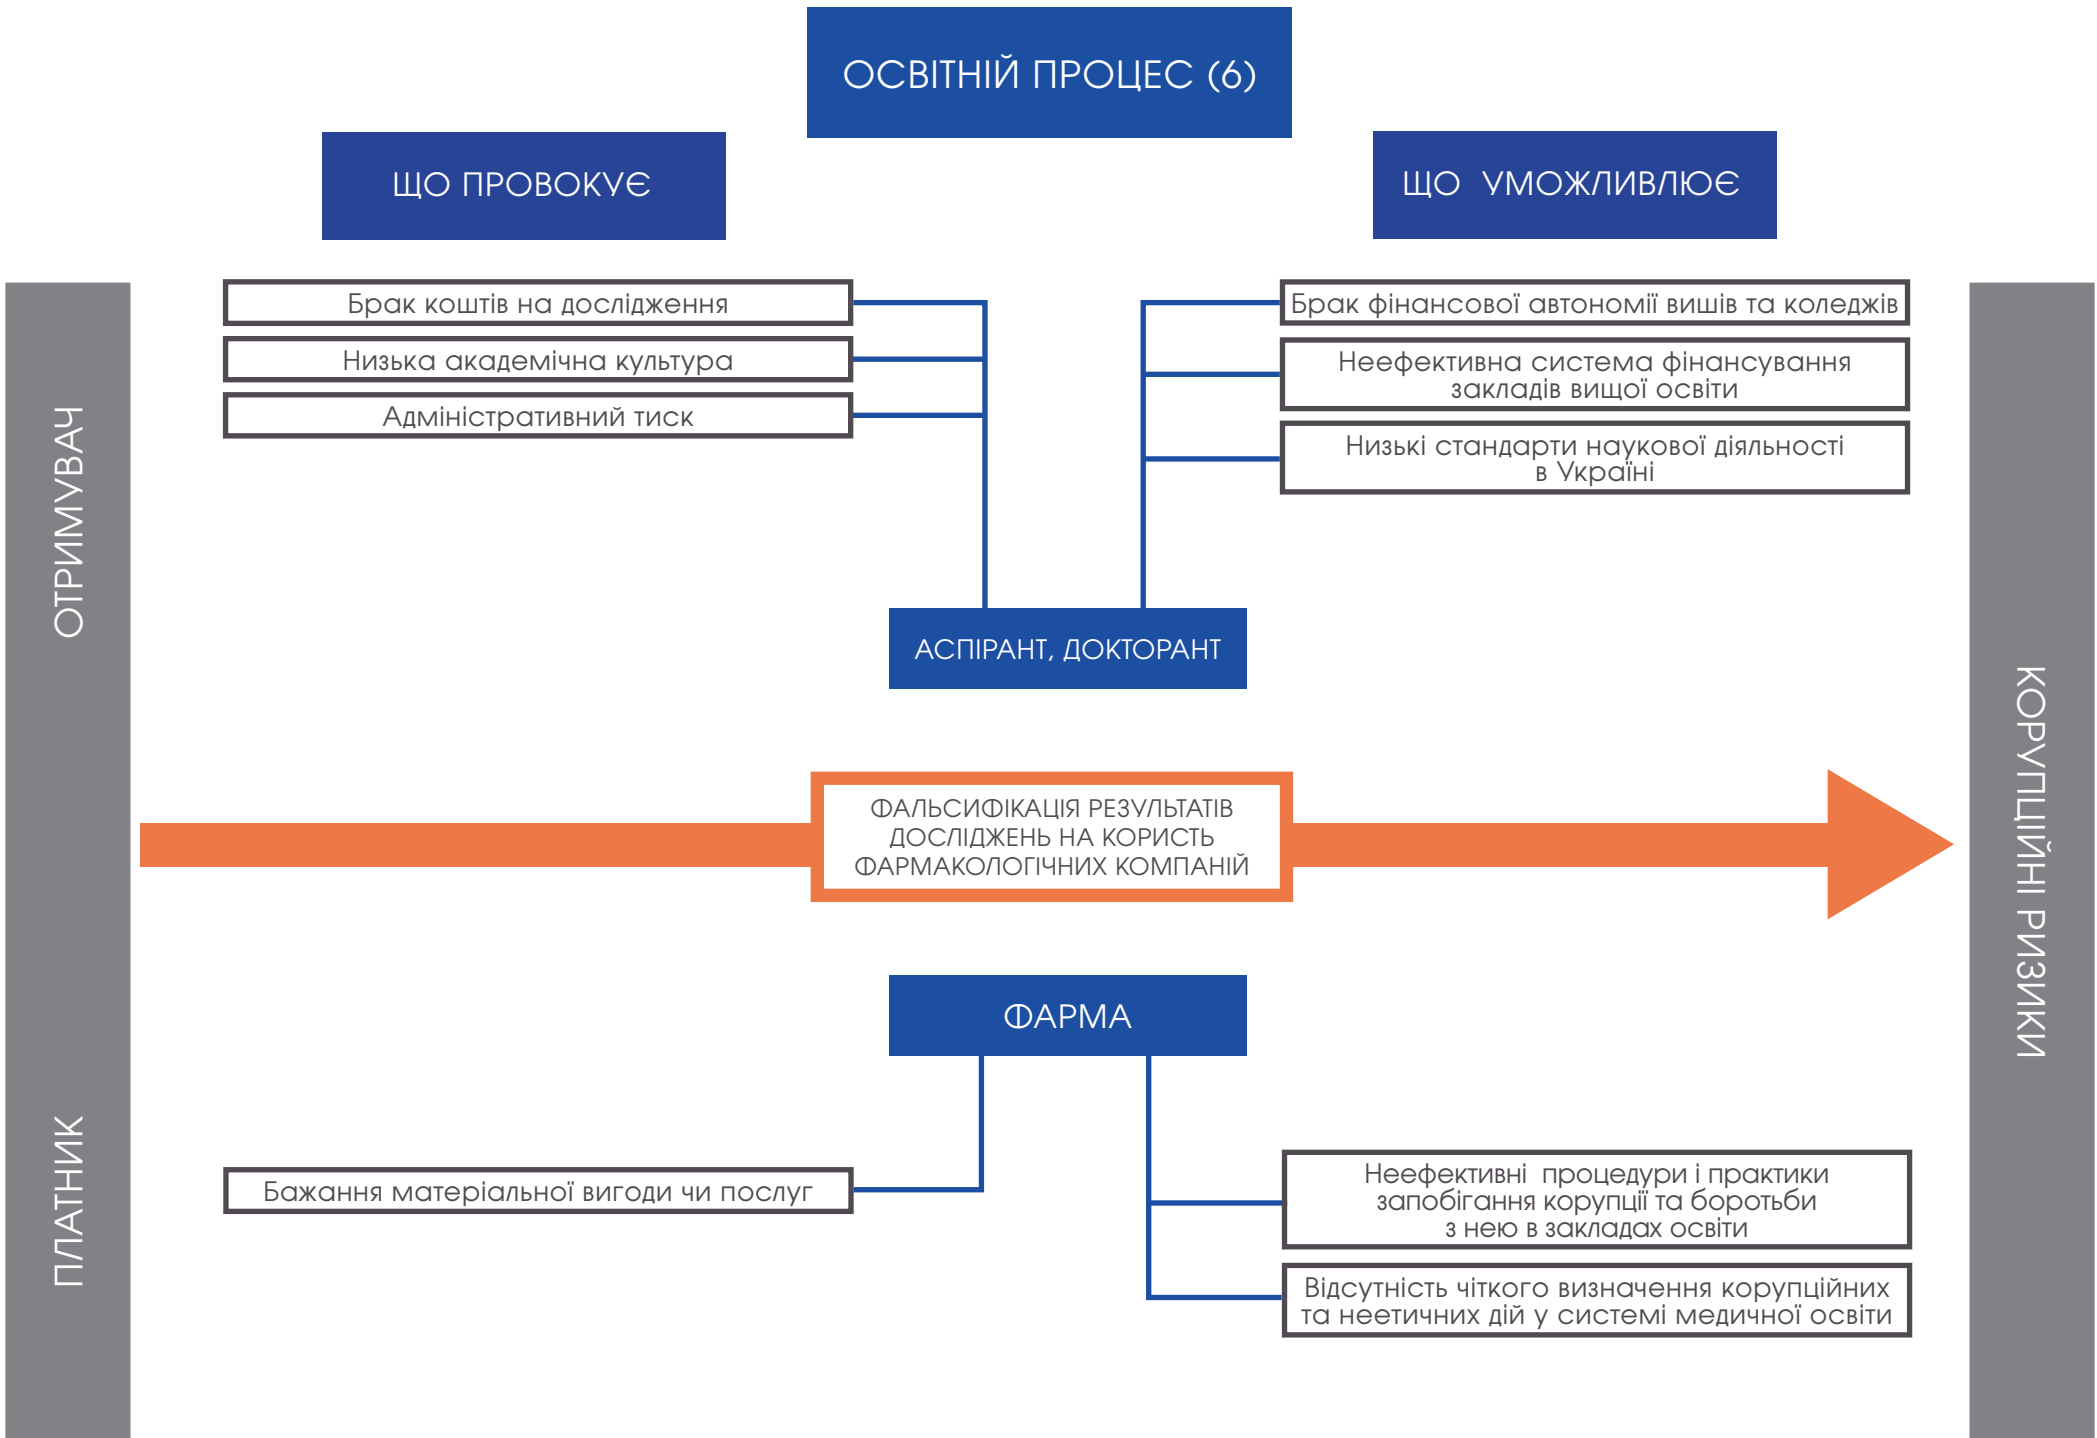 ОСВІТНІЙ ПРОЦЕС (6)
ЩО ПРОВОКУЄ
ЩО УМОЖЛИВЛЮЄ
ОТРИМУВАЧ
Брак коштів на дослідження
Низька академічна культура
Адміністративний тиск
Брак фінансової автономії вишів та коледжів
Неефективна система фінансування
закладів вищої освіти
Низькі стандарти наукової діяльності
в Україні
АСПІРАНТ, ДОКТОРАНТ
ФАЛЬСИФІКАЦІЯ РЕЗУЛЬТАТІВ
ДОСЛІДЖЕНЬ НА КОРИСТЬ
ФАРМАКОЛОГІЧНИХ КОМПАНІЙ
КОРУПЦІЙНІ РИЗИКИ
ФАРМА
ПЛАТНИК
Бажання матеріальної вигоди чи послуг
Неефективні процедури і практики
запобігання корупції та боротьби
з нею в закладах освіти
Відсутність чіткого визначення корупційних
та неетичних дій у системі медичної освіти